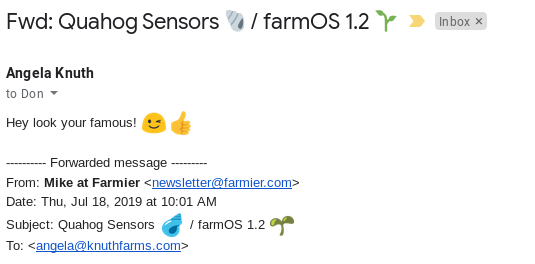 Fwd: Quahog Sensors 🐚 / farmOS 1.2 🌱 Inbox ×
Angela Knuth
to Don
Hey look your famous! 😉👍
---------- Forwarded message ---------
From: Mike at Farmier <newsletter@farmier.com>
Date: Thu, Jul 18, 2019 at 10:01 AM
Subject: Quahog Sensors 🐚 / farmOS 1.2 🌱
To: <angela@knuthfarms.com>